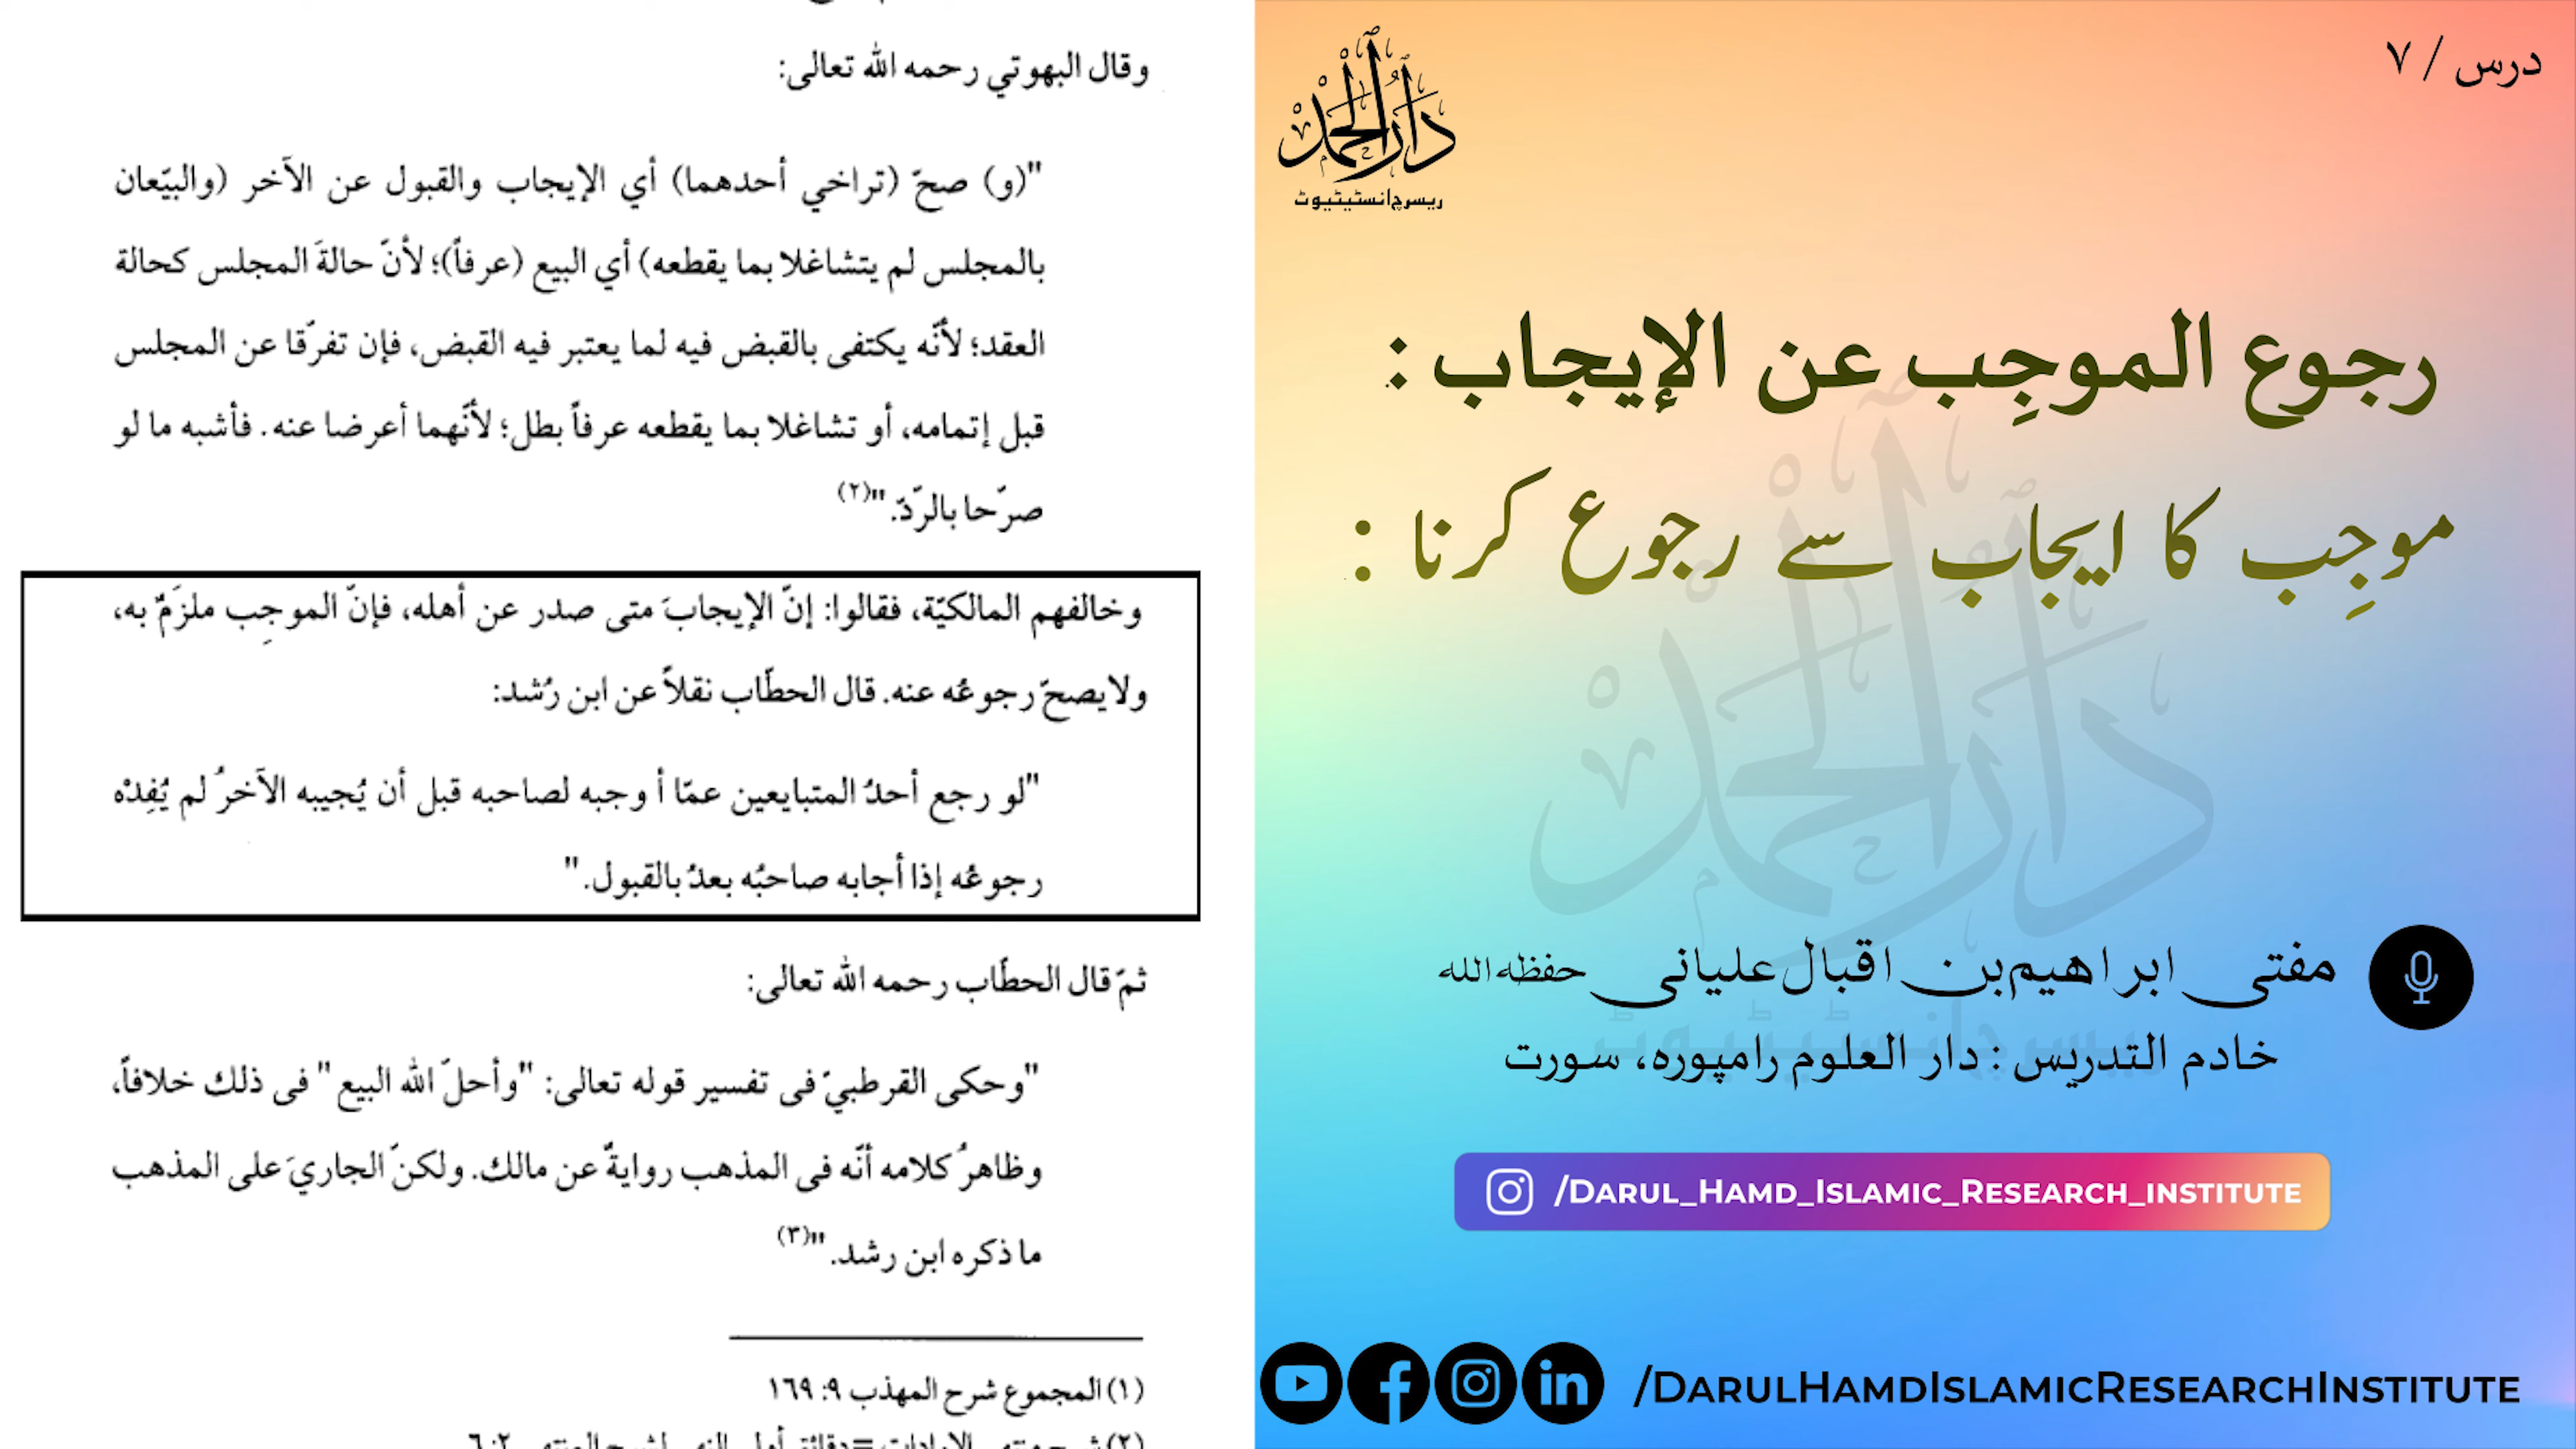 وقال البهوتي رحمه الله تعالى:
"(و) صحّ (تراخي أحدهما) أي الإيجاب والقبول عن الآخر (والبيّعان
بالمجلس لم يتشاغلا بما يقطعه) أي البيع (عرفاً)؛ لأنّ حالةَ المجلس كحالة
العقد؛ لأنّه يكتفى بالقبض فيه لما يعتبر فيه القبض، فإن تفرّقا عن المجلس
قبل إتمامه، أو تشاغلا بما يقطعه عرفاً بطل؛ لأنّهما أعرضا عنه. فأشبه ما لو
صرّحا بالرّدّ."(٢)
وخالفهم المالكيّة، فقالوا: إنّ الإيجابَ متى صدر عن أهله، فإنّ الموجِب ملزَمٌ به،
ولايصحّ رجوعُه عنه. قال الحطّاب نقلاً عن ابن رُشد:
"لو رجع أحدُ المتبايعين عمّا أوجبه لصاحبه قبل أن يُجيبه الآخرُ لم يُفِدْه
رجوعُه إذا أجابه صاحبُه بعدُ بالقبول."
ثمّ قال الحطّاب رحمه الله تعالى:
"وحكى القرطبيّ فى تفسير قوله تعالى: "وأحلّ الله البيع" فى ذلك خلافاً،
وظاهرُ كلامه أنّه فى المذهب روايةٌ عن مالك. ولكنّ الجاريَ على المذهب
ما ذكره ابن رشد."(٣)
(١) المجموع شرح المهذب ٩: ١٦٩
درس / ٧
دار الحمد
ریسرچ انسٹیٹیوٹ
رجوع الموجِب عن الإيجاب :
موجِب کا ایجاب سے رجوع کرنا :
مفتی ابراهیم بن اقبال علیانی حفظه الله
خادم التدریس : دار العلوم رامپوره، سورت
/Darul_Hamd_Islamic_Research_institute
/DarulHamdIslamicResearchInstitute